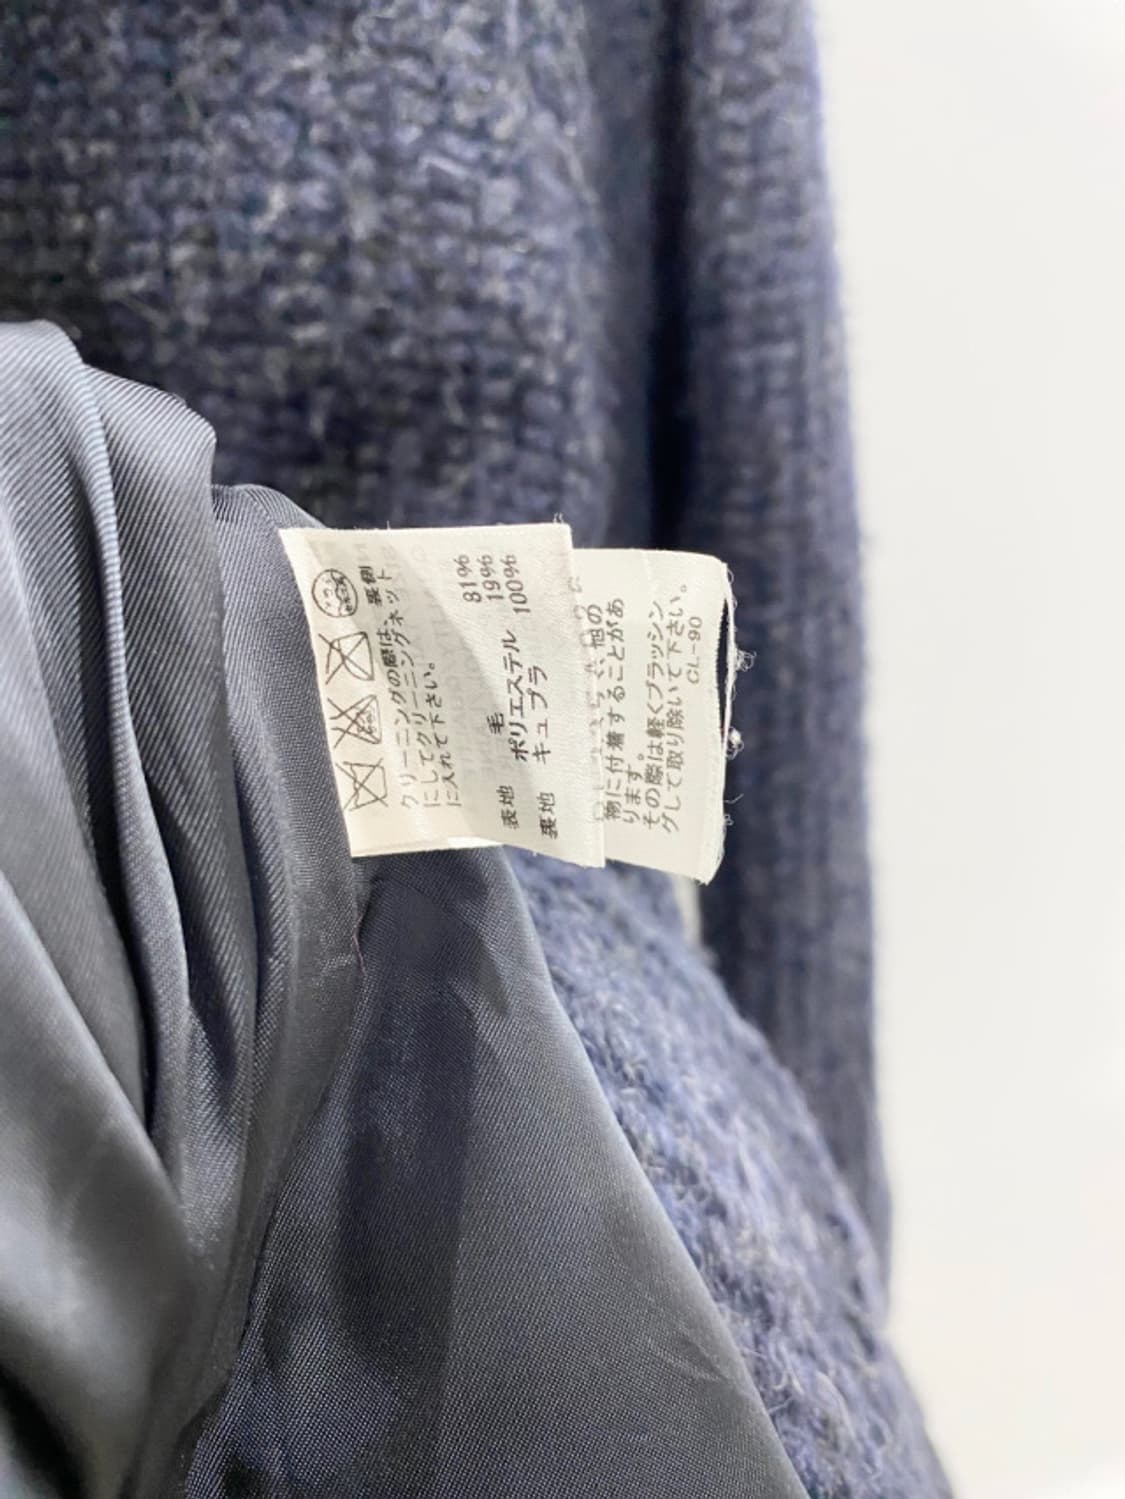 クリーニングの際は、裏側
にしてクリーニングネット
に入れて下さい。
表地 毛 81%
ポリエステル 19%
裏地 キュプラ 100%
物に付着することがあ
ります。
その際は軽くブラッシン
グして取り除いて下さい。
CL-90